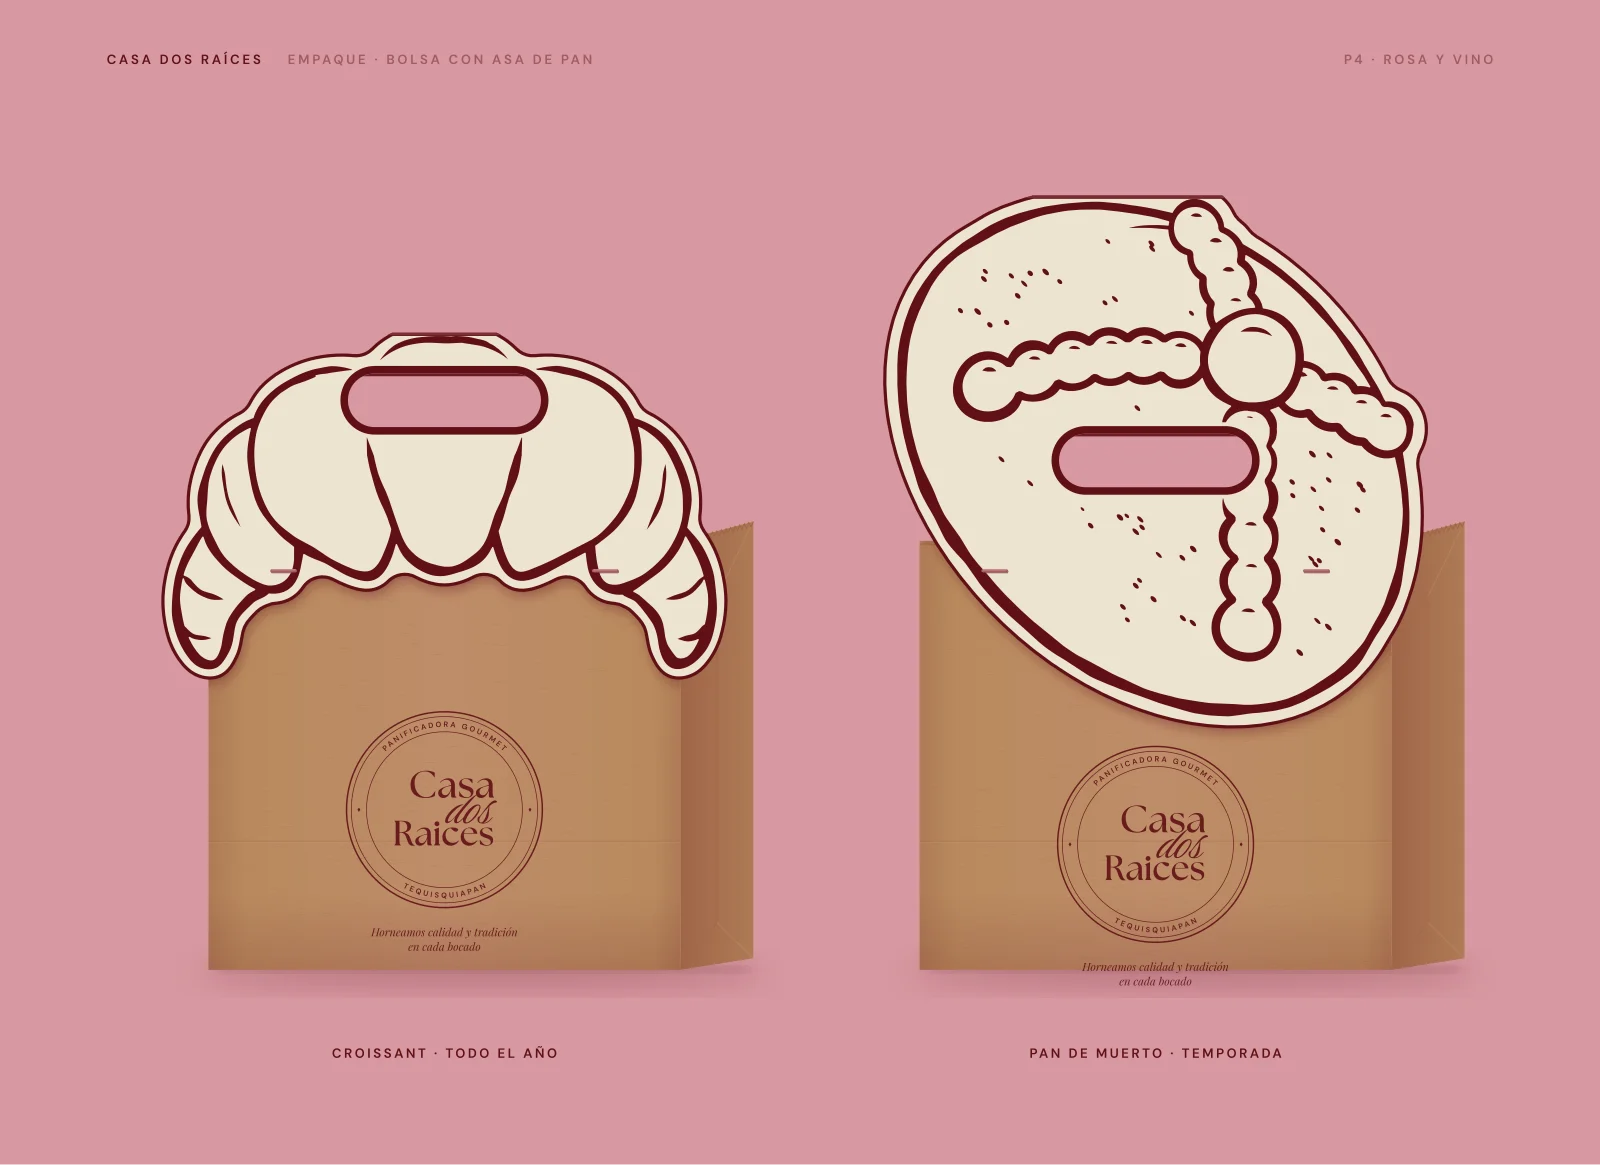 CASA DOS RAÍCES EMPAQUE · BOLSA CON ASA DE PAN
P4 · ROSA Y VINO
PANIFICADORA GOURMET
Casa
dos
Raices
TEQUISQUIAPAN
Horneamos calidad y tradición
en cada bocado
CROISSANT · TODO EL AÑO
PANIFICADORA GOURMET
Casa
dos
Raices
TEQUISQUIAPAN
Horneamos calidad y tradición
en cada bocado
PAN DE MUERTO · TEMPORADA